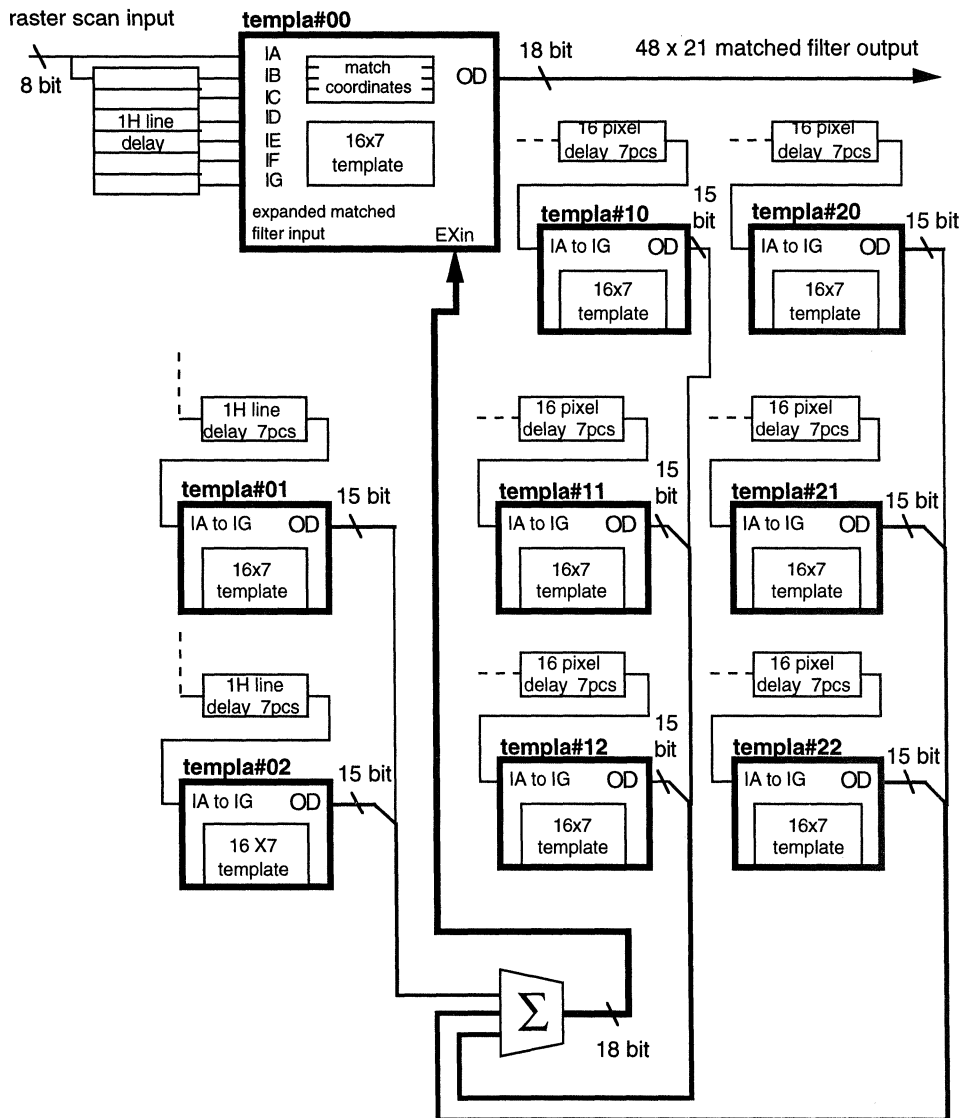 raster scan input
8 bit
1H line
delay
templa#00
IA
IB
IC
ID
IE
IF
IG
match
coordinates
OD
16x7
template
expanded matched
filter input
EXin
18 bit
48 x 21 matched filter output
16 pixel
delay 7pcs
templa#10
15
bit
IA to IG OD
16x7
template
16 pixel
delay 7pcs
templa#20
15 bit
IA to IG OD
16x7
template
1H line
delay 7pcs
templa#01
15 bit
IA to IG OD
16x7
template
16 pixel
delay 7pcs
templa#11
15
bit
IA to IG OD
16x7
template
16 pixel
delay 7pcs
templa#21
15 bit
IA to IG OD
16x7
template
1H line
delay 7pcs
templa#02
15 bit
IA to IG OD
16 X7
template
16 pixel
delay 7pcs
templa#12
15
bit
IA to IG OD
16x7
template
16 pixel
delay 7pcs
templa#22
15 bit
IA to IG OD
16x7
template
Σ
18 bit